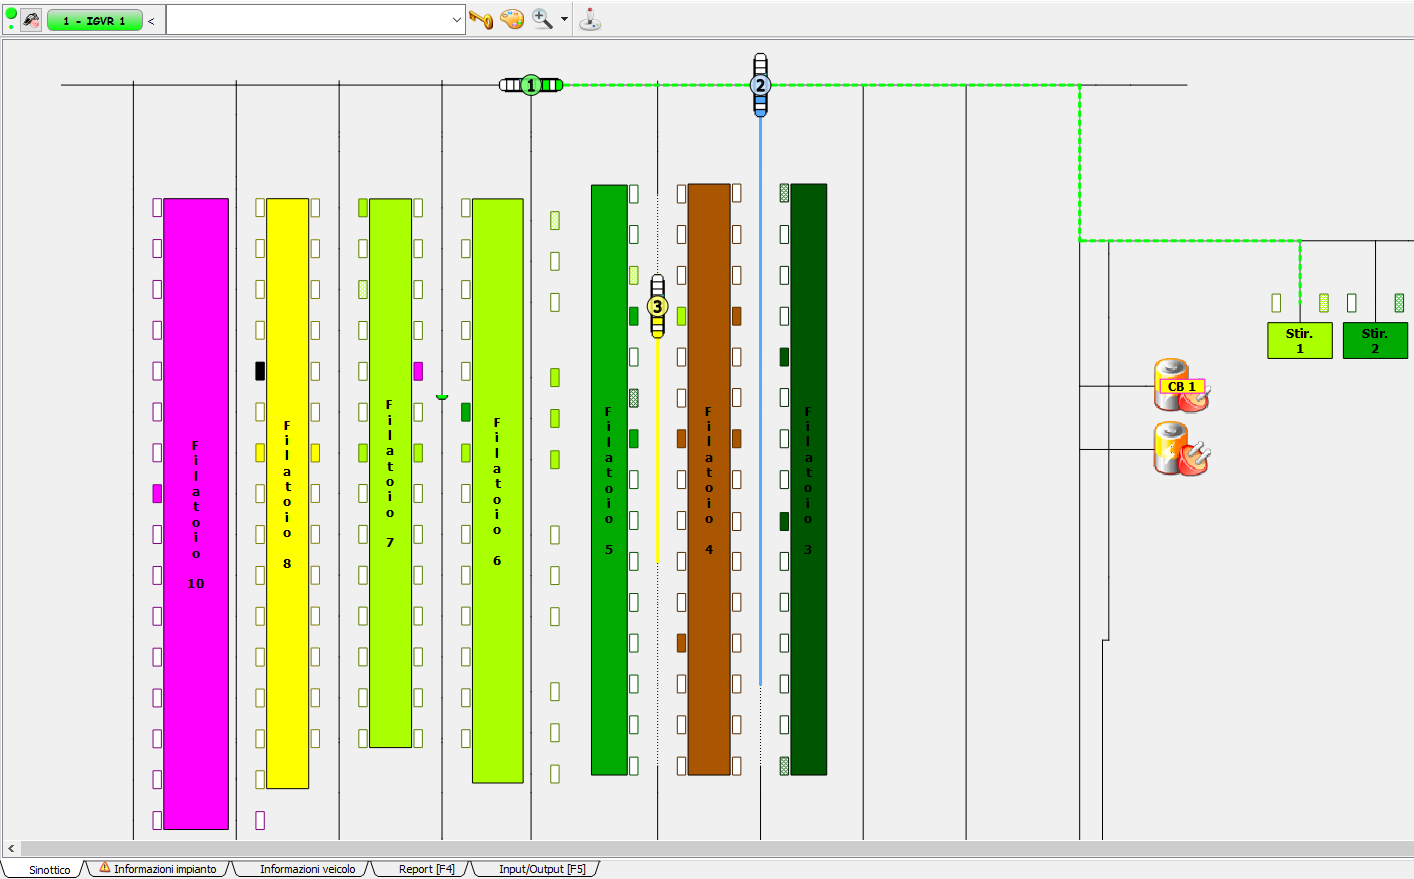 1 - IGVR 1
<
1
2
3
Filatoio 10
Filatoio 8
Filatoio 7
Filatoio 6
Filatoio 5
Filatoio 4
Filatoio 3
Stir. 1
Stir. 2
CB 1
Sinottico
Informazioni impianto
Informazioni veicolo
Report [F4]
Input/Output [F5]